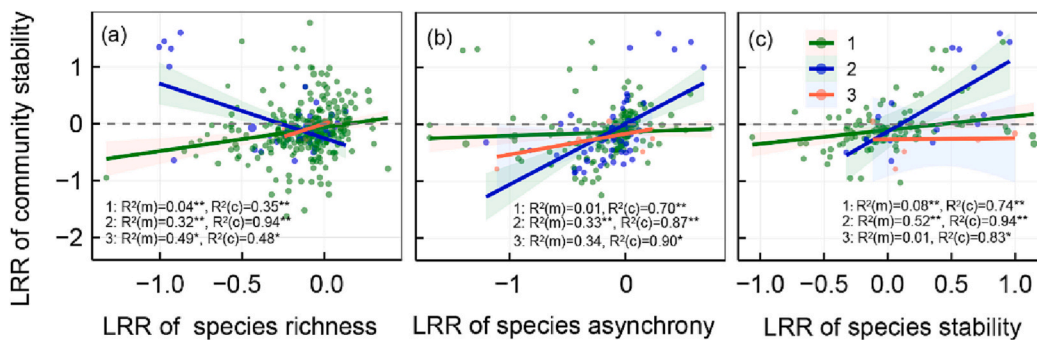 LRR of community stability
(a)
1
0
−1
−2
1: R²(m)=0.04**, R²(c)=0.35**
2: R²(m)=0.32**, R²(c)=0.94**
3: R²(m)=0.49*, R²(c)=0.48*
−1.0 −0.5 0.0
LRR of species richness
(b)
1: R²(m)=0.01, R²(c)=0.70**
2: R²(m)=0.33**, R²(c)=0.87**
3: R²(m)=0.34, R²(c)=0.90*
−1 0
LRR of species asynchrony
(c)
1
2
3
1: R²(m)=0.08**, R²(c)=0.74**
2: R²(m)=0.52**, R²(c)=0.94**
3: R²(m)=0.01, R²(c)=0.83*
−1.0 −0.5 0.0 0.5 1.0
LRR of species stability